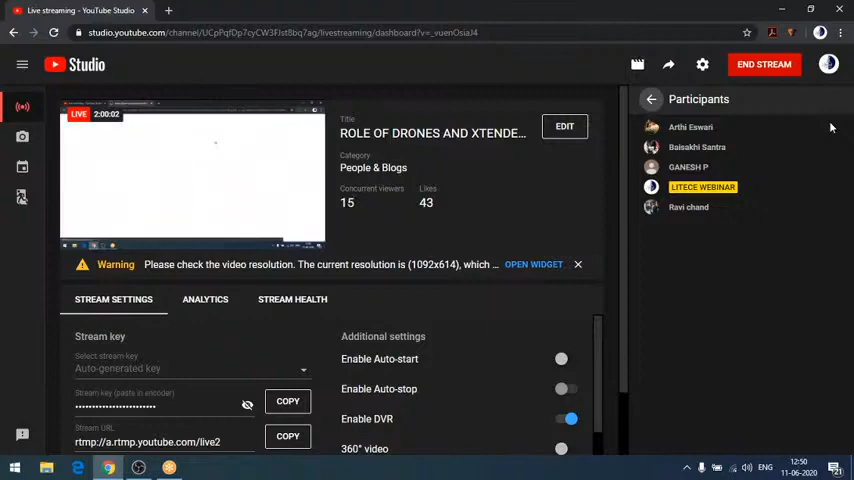 Live streaming - YouTube Studio
studio.youtube.com/channel/UCpPqfDp7cyCW3FJst8bq7ag/livestreaming/dashboard?v=_vuenOsiaJ4
Studio
END STREAM
LIVE 2:00:02
Title
ROLE OF DRONES AND XTENDE...
EDIT
Category
People & Blogs
Concurrent viewers
Likes
15
43
Warning Please check the video resolution. The current resolution is (1092x614), which ... OPEN WIDGET
STREAM SETTINGS
ANALYTICS
STREAM HEALTH
Stream key
Select stream key
Auto-generated key
Stream key (paste in encoder)
••••••••••••••••••••••••
COPY
Stream URL
rtmp://a.rtmp.youtube.com/live2
COPY
Additional settings
Enable Auto-start
Enable Auto-stop
Enable DVR
360° video
Participants
Arthi Eswari
Baisakhi Santra
GANESH P
LITECE WEBINAR
Ravi chand
ENG
12:50
11-06-2020
21